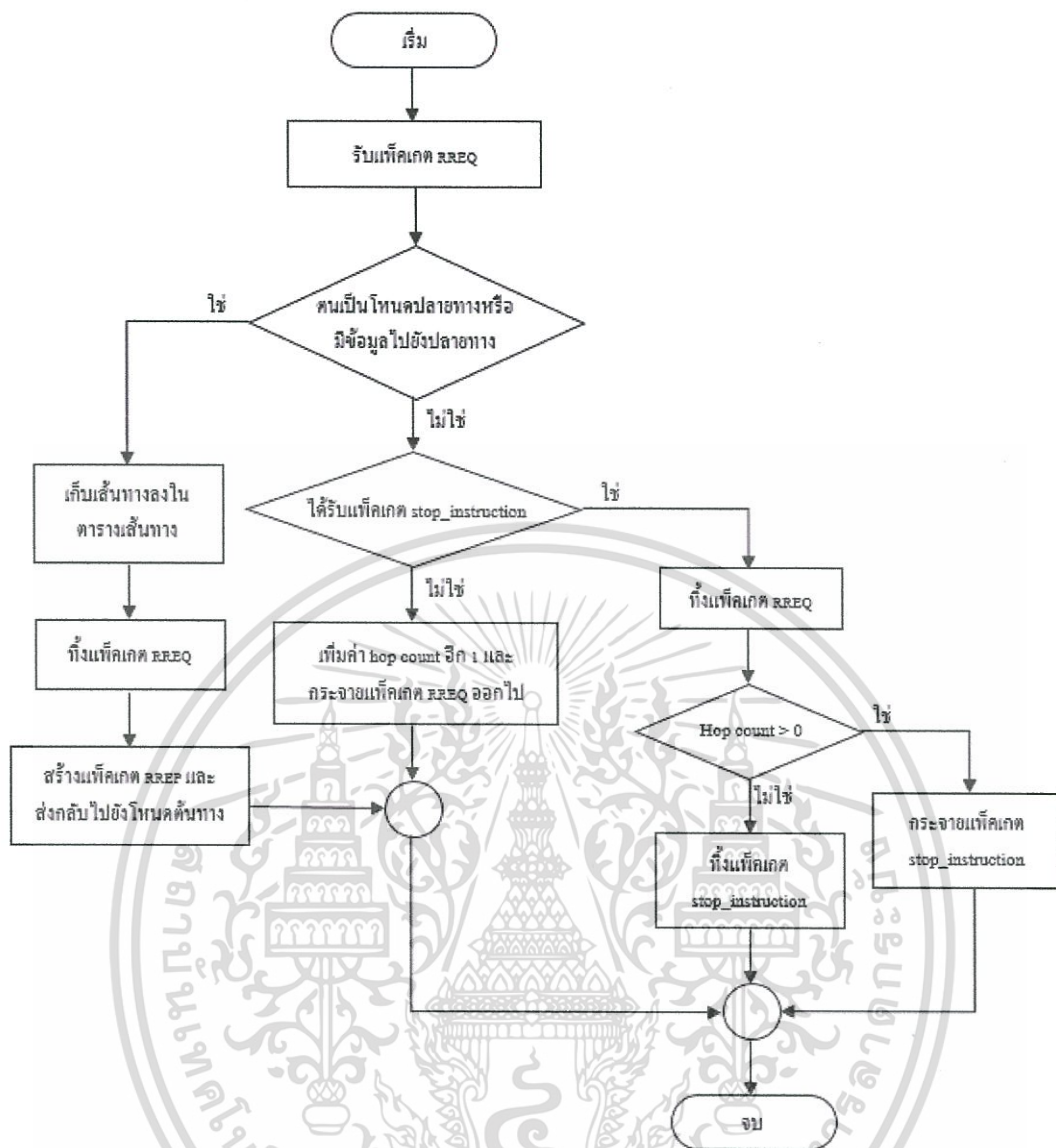 เริ่ม
รับแพ็คเกต RREQ
ตนเป็นโหนดปลายทางหรือ
มีข้อมูลไปยังปลายทาง
ใช่
ไม่ใช่
เก็บเส้นทางลงใน
ตารางเส้นทาง
ทิ้งแพ็คเกต RREQ
สร้างแพ็คเกต RREP และ
ส่งกลับไปยังโหนดต้นทาง
ได้รับแพ็คเกต stop_instruction
ใช่
ไม่ใช่
เพิ่มค่า hop count อีก 1 และ
กระจายแพ็คเกต RREQ ออกไป
ทิ้งแพ็คเกต RREQ
Hop count > 0
ใช่
ไม่ใช่
ทิ้งแพ็คเกต
stop_instruction
กระจายแพ็คเกต
stop_instruction
จบ